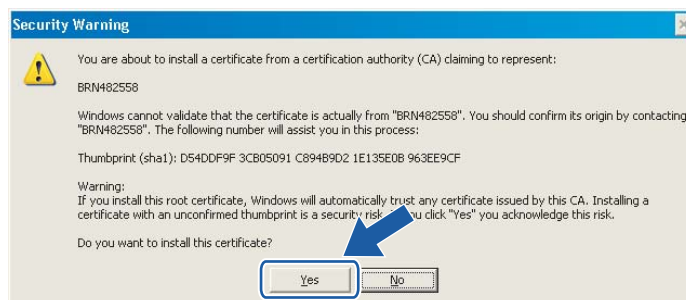 Security Warning
You are about to install a certificate from a certification authority (CA) claiming to represent:
BRN482558
Windows cannot validate that the certificate is actually from "BRN482558". You should confirm its origin by contacting
"BRN482558". The following number will assist you in this process:
Thumbprint (sha1): D54DDF9F 3CB05091 C894B9D2 1E135E0B 963EE9CF
Warning:
If you install this root certificate, Windows will automatically trust any certificate issued by this CA. Installing a
certificate with an unconfirmed thumbprint is a security risk. you click "Yes" you acknowledge this risk.
Do you want to install this certificate?
Yes
No